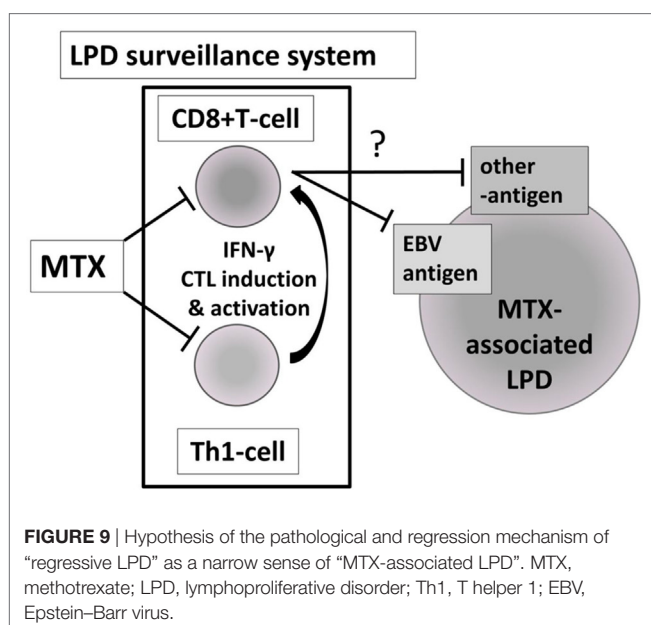 LPD surveillance system
CD8+T-cell
?
other
-antigen
MTX
IFN-γ
CTL induction
& activation
EBV
antigen
MTX-
associated
LPD
Th1-cell
FIGURE 9 | Hypothesis of the pathological and regression mechanism of
“regressive LPD” as a narrow sense of “MTX-associated LPD”. MTX,
methotrexate; LPD, lymphoproliferative disorder; Th1, T helper 1; EBV,
Epstein–Barr virus.